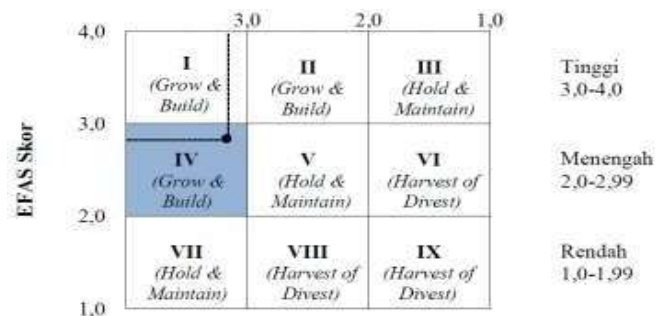 3,0 2,0 1,0
4,0
I II III Tinggi
(Grow & (Grow & (Hold & 3,0-4,0
Build) Build) Maintain)
3,0
EFAS Skor
IV V VI Menengah
(Grow & (Hold & (Harvest of 2,0-2,99
Build) Maintain) Divest)
2,0
VII VIII IX Rendah
(Hold & (Harvest of (Harvest of 1,0-1,99
Maintain) Divest) Divest)
1,0